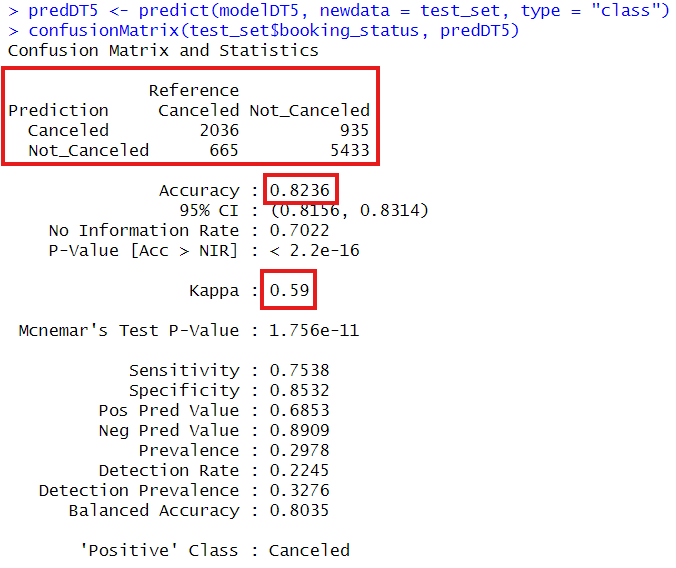 > predDT5 <- predict(modelDT5, newdata = test_set, type = "class")
> confusionMatrix(test_set$booking_status, predDT5)
Confusion Matrix and Statistics
Reference
Prediction Canceled Not_Canceled
Canceled 2036 935
Not_Canceled 665 5433
Accuracy : 0.8236
95% CI : (0.8156, 0.8314)
No Information Rate : 0.7022
P-Value [Acc > NIR] : < 2.2e-16
Kappa : 0.59
Mcnemar's Test P-Value : 1.756e-11
Sensitivity : 0.7538
Specificity : 0.8532
Pos Pred Value : 0.6853
Neg Pred Value : 0.8909
Prevalence : 0.2978
Detection Rate : 0.2245
Detection Prevalence : 0.3276
Balanced Accuracy : 0.8035
'Positive' Class : Canceled